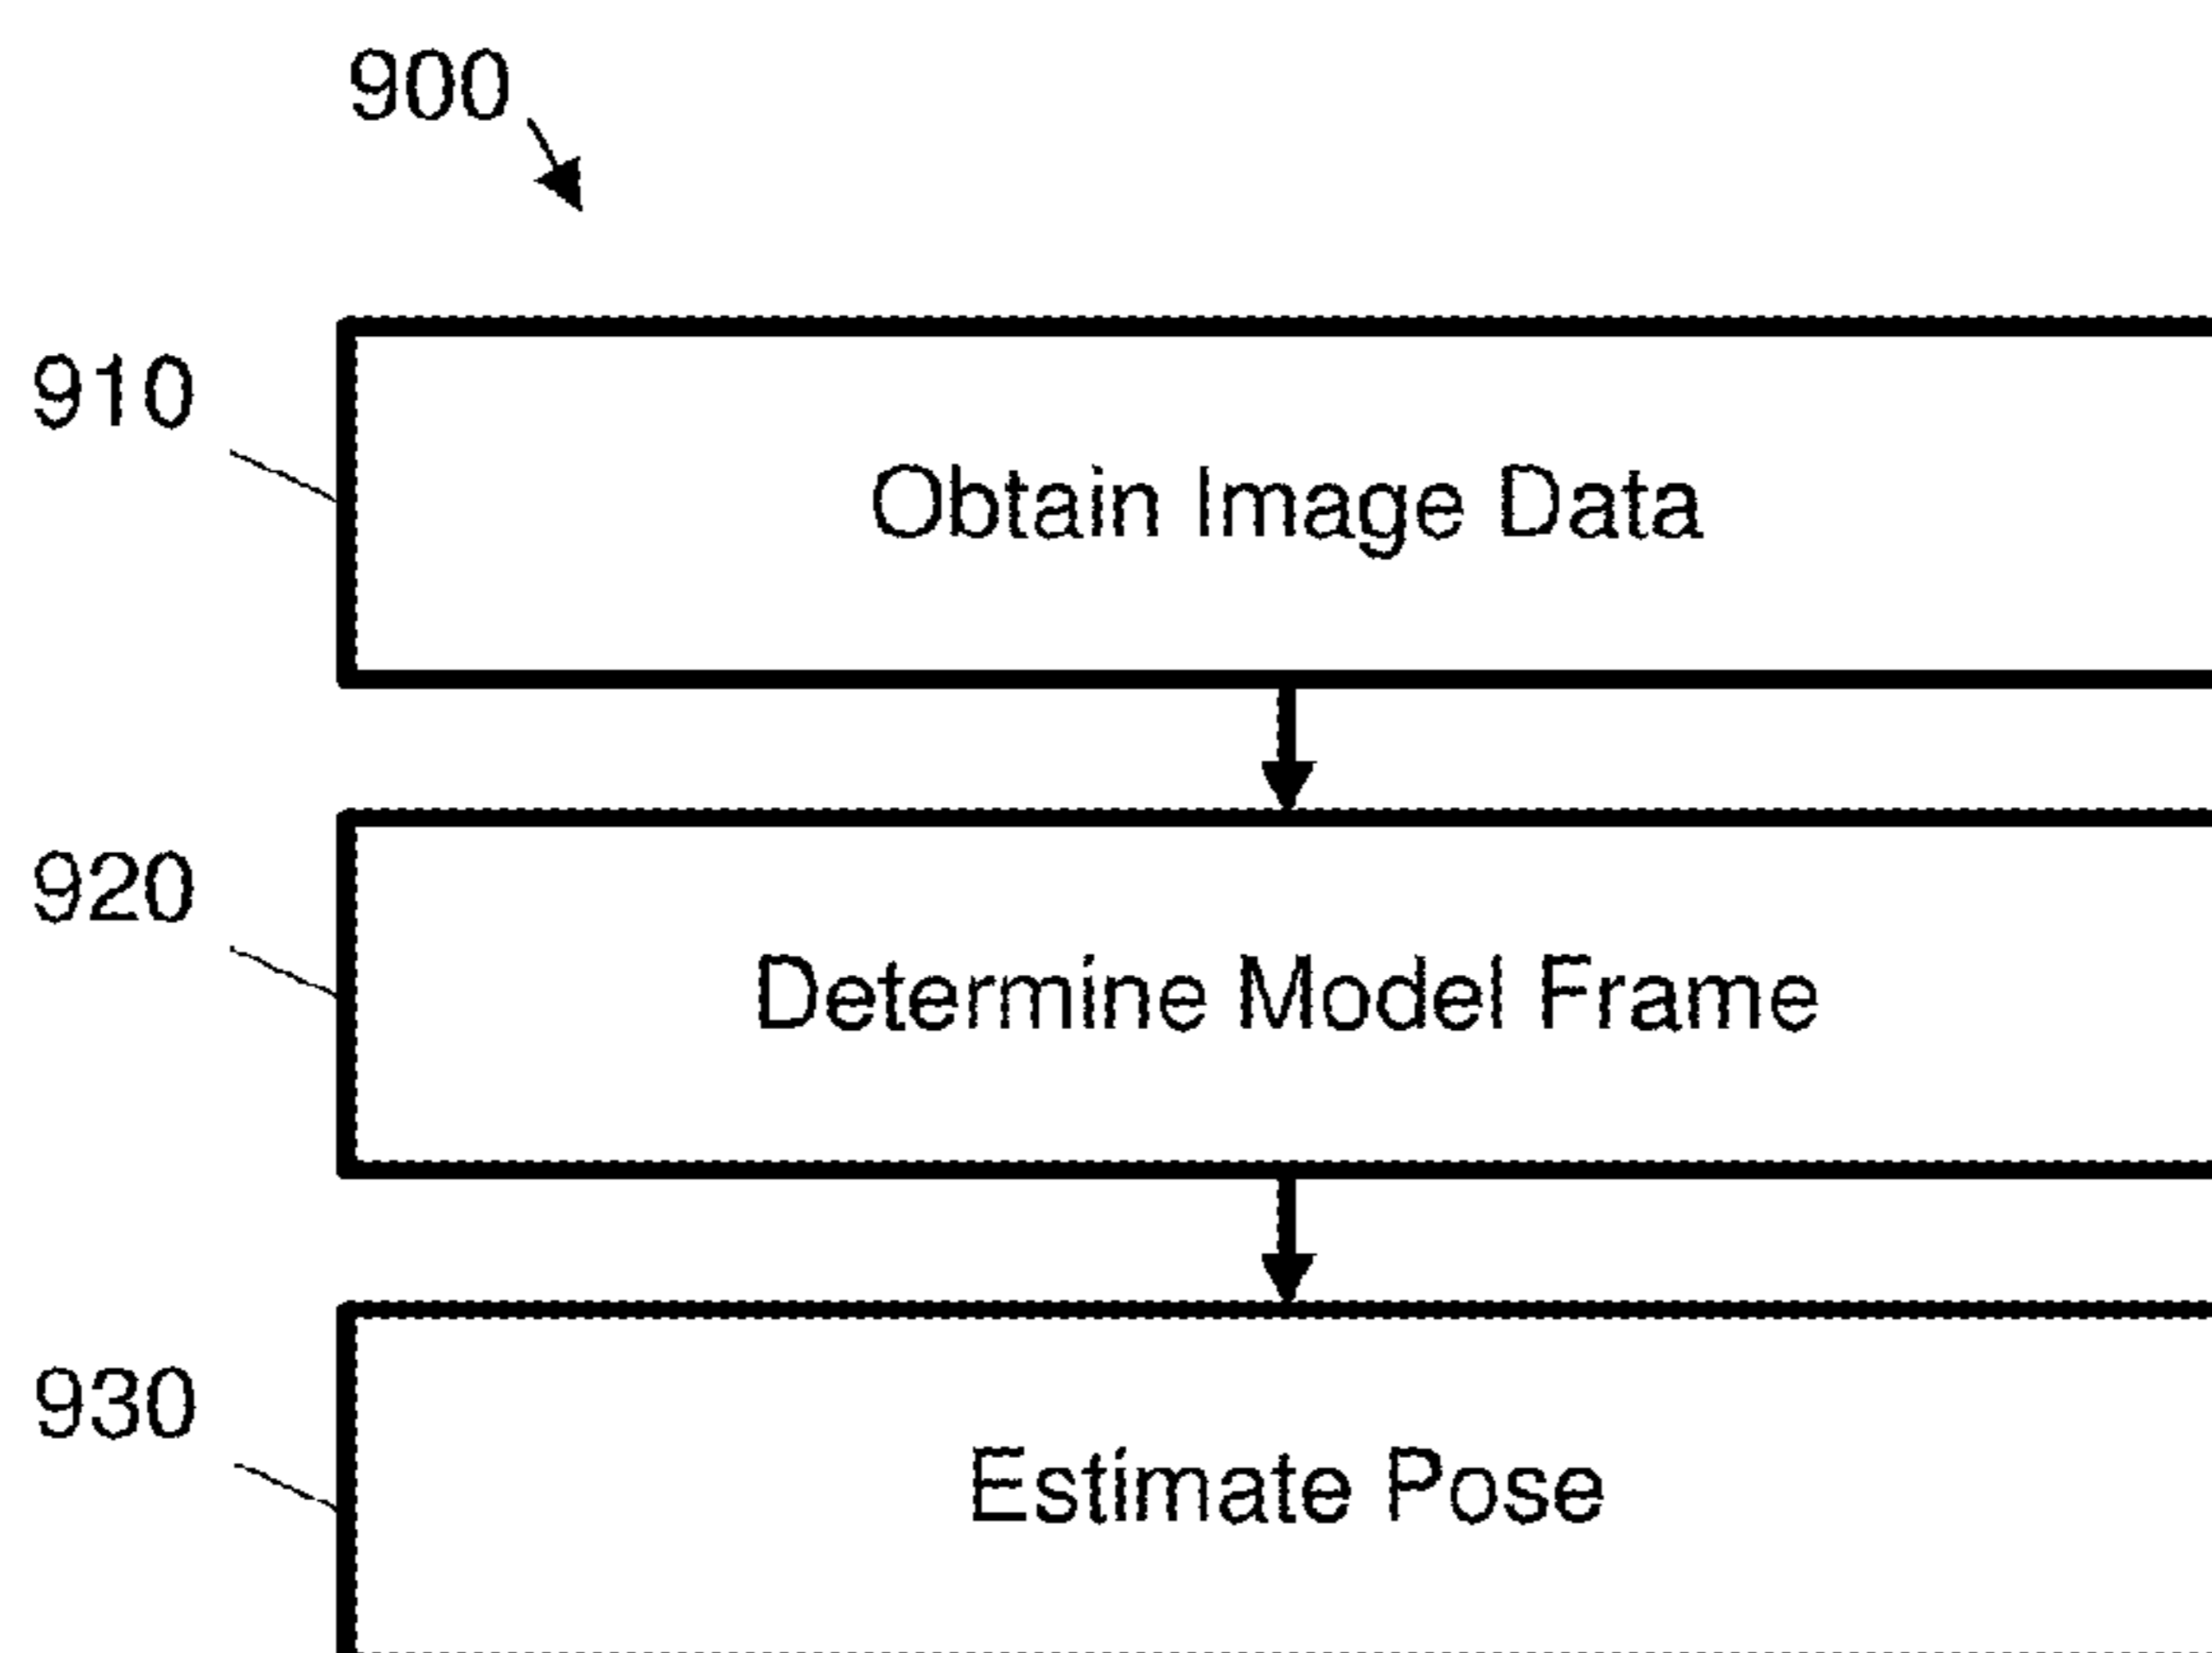 900
910
Obtain Image Data
920
Determine Model Frame
930
Estimate Pose